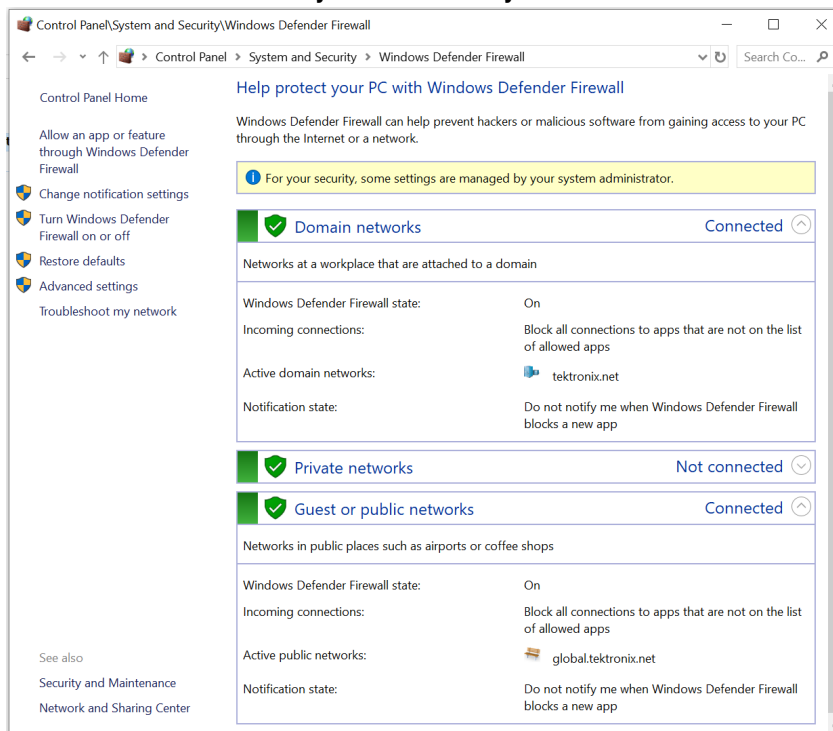 Control Panel\System and Security\Windows Defender Firewall
Control Panel > System and Security > Windows Defender Firewall
Search Co...
Control Panel Home
Allow an app or feature
through Windows Defender
Firewall
Change notification settings
Turn Windows Defender
Firewall on or off
Restore defaults
Advanced settings
Troubleshoot my network
See also
Security and Maintenance
Network and Sharing Center
Help protect your PC with Windows Defender Firewall
Windows Defender Firewall can help prevent hackers or malicious software from gaining access to your PC
through the Internet or a network.
For your security, some settings are managed by your system administrator.
Domain networks Connected
Networks at a workplace that are attached to a domain
Windows Defender Firewall state: On
Incoming connections: Block all connections to apps that are not on the list
of allowed apps
Active domain networks: tektronix.net
Notification state: Do not notify me when Windows Defender Firewall
blocks a new app
Private networks Not connected
Guest or public networks Connected
Networks in public places such as airports or coffee shops
Windows Defender Firewall state: On
Incoming connections: Block all connections to apps that are not on the list
of allowed apps
Active public networks: global.tektronix.net
Notification state: Do not notify me when Windows Defender Firewall
blocks a new app